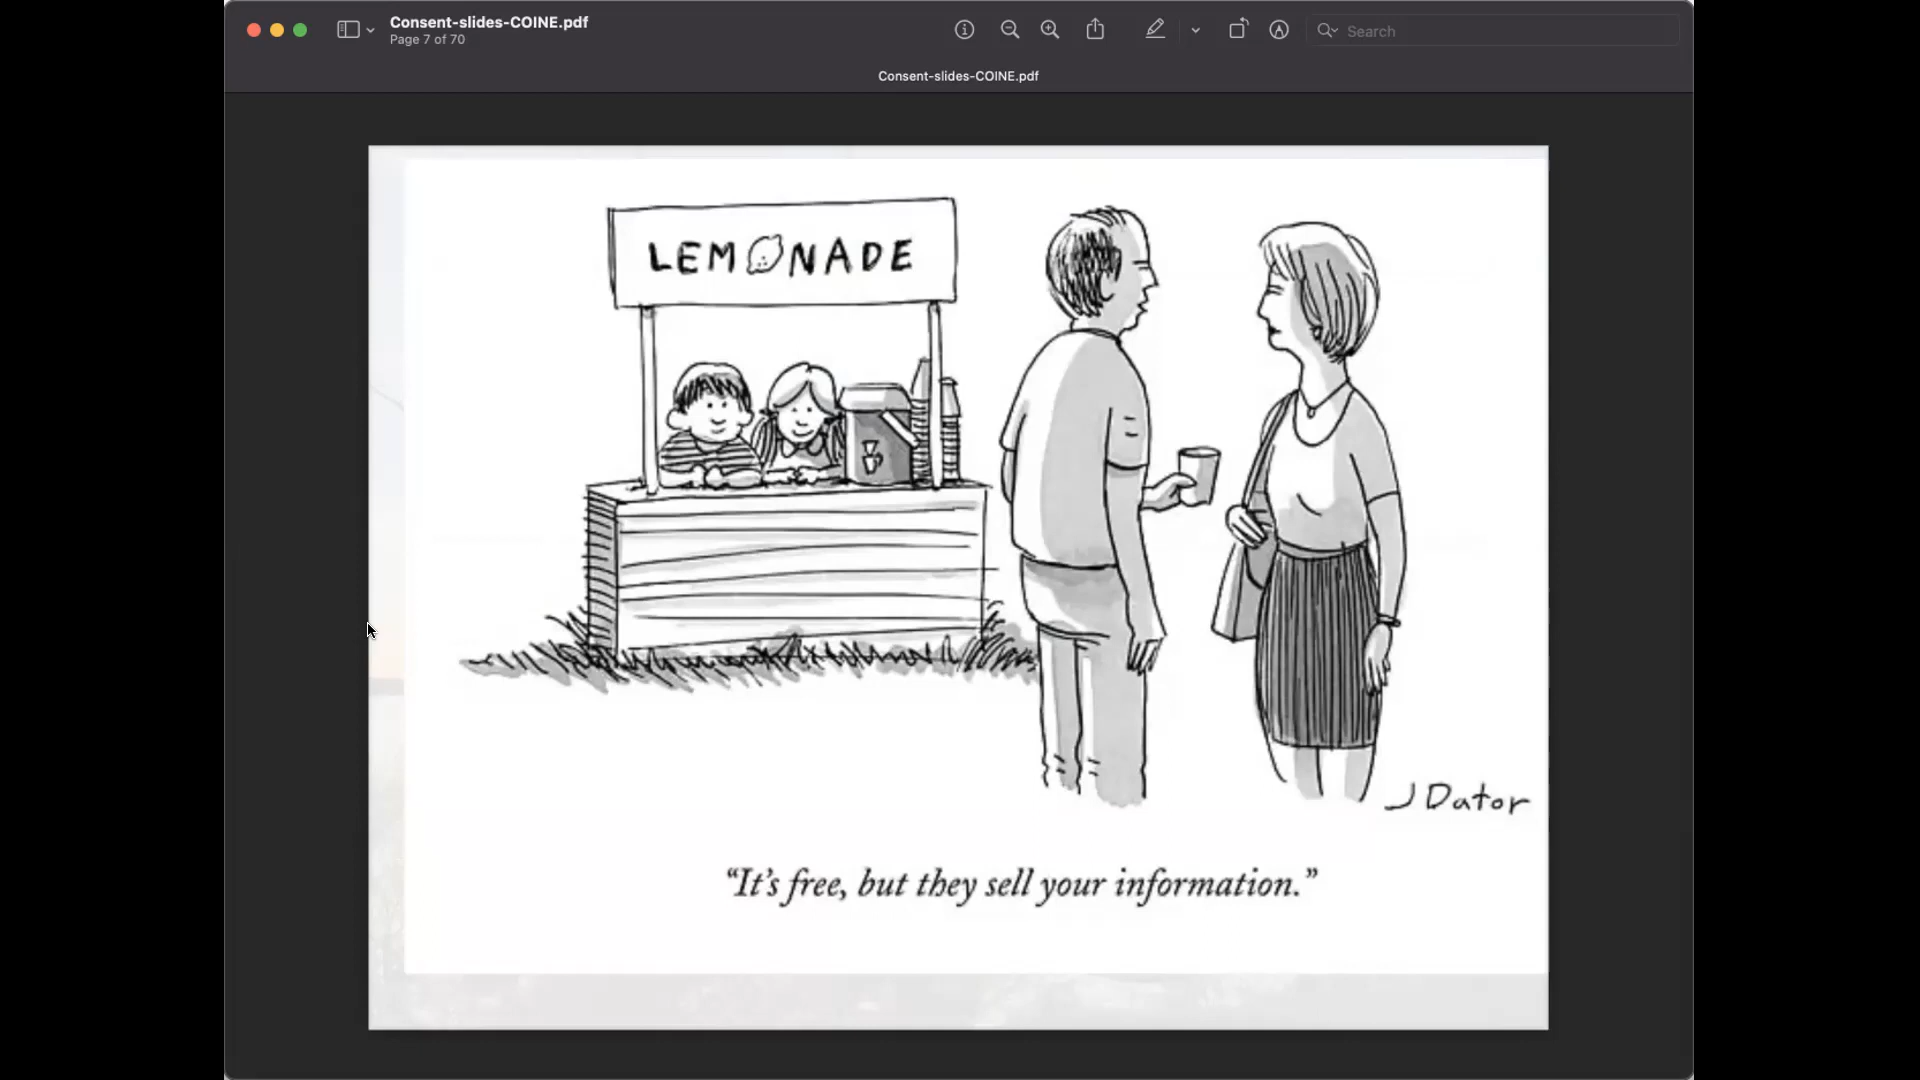 Consent-slides-COINE.pdf
Page 7 of 70
Search
Consent-slides-COINE.pdf
LEMONADE
J Dator
“It’s free, but they sell your information.”